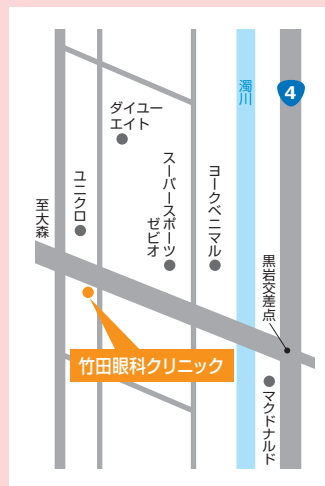 濁川
4
ダイユー
エイト
スーパースポーツ
ゼビオ
ヨークベニマル
ユニクロ
至大森
黒岩交差点
竹田眼科クリニック
マクドナルド